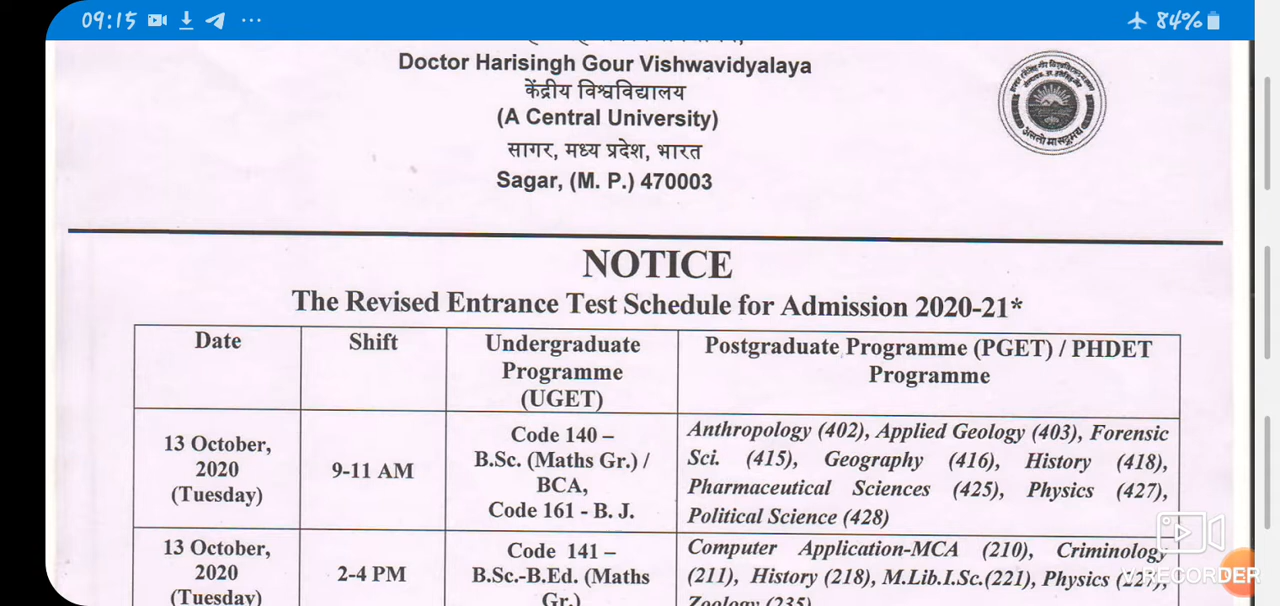 09:15
84%
Doctor Harisingh Gour Vishwavidyalaya
केंद्रीय विश्वविद्यालय
(A Central University)
सागर, मध्य प्रदेश, भारत
Sagar, (M. P.) 470003
NOTICE
The Revised Entrance Test Schedule for Admission 2020-21*
Date Shift Undergraduate Programme (UGET) Postgraduate Programme (PGET) / PHDET Programme
13 October,
2020
(Tuesday)
9-11 AM
Code 140 –
B.Sc. (Maths Gr.) /
BCA,
Code 161 - B. J.
Anthropology (402), Applied Geology (403), Forensic
Sci. (415), Geography (416), History (418),
Pharmaceutical Sciences (425), Physics (427),
Political Science (428)
13 October,
2020
(Tuesday)
2-4 PM
Code 141 –
B.Sc.-B.Ed. (Maths
Gr.)
Computer Application-MCA (210), Criminology
(211), History (218), M.Lib.I.Sc.(221), Physics (227),
Zoology (235)
V RECORDER